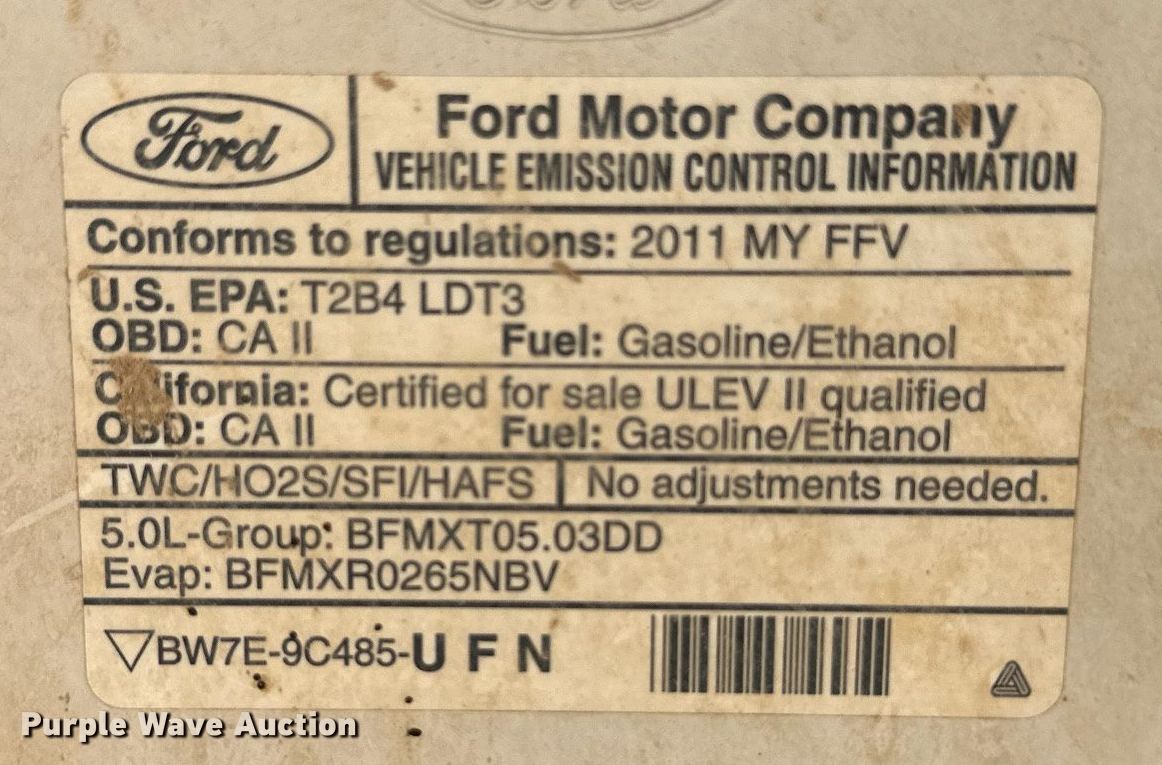 Ford
Ford Motor Company
VEHICLE EMISSION CONTROL INFORMATION
Conforms to regulations: 2011 MY FFV
U.S. EPA: T2B4 LDT3
OBD: CA II Fuel: Gasoline/Ethanol
California: Certified for sale ULEV II qualified
OBD: CA II Fuel: Gasoline/Ethanol
TWC/HO2S/SFI/HAFS No adjustments needed.
5.0L-Group: BFMXT05.03DD
Evap: BFMXR0265NBV
BW7E-9C485-U F N
Purple Wave Auction